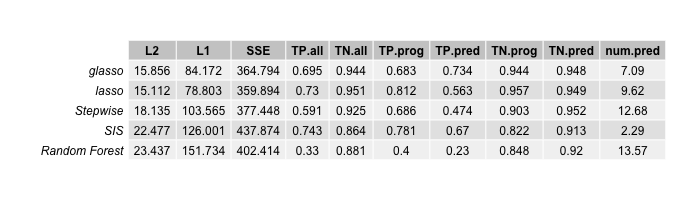 L2 L1 SSE TP.all TN.all TP.prog TP.pred TN.prog TN.pred num.pred
glasso 15.856 84.172 364.794 0.695 0.944 0.683 0.734 0.944 0.948 7.09
lasso 15.112 78.803 359.894 0.73 0.951 0.812 0.563 0.957 0.949 9.62
Stepwise 18.135 103.565 377.448 0.591 0.925 0.686 0.474 0.903 0.952 12.68
SIS 22.477 126.001 437.874 0.743 0.864 0.781 0.67 0.822 0.913 2.29
Random Forest 23.437 151.734 402.414 0.33 0.881 0.4 0.23 0.848 0.92 13.57